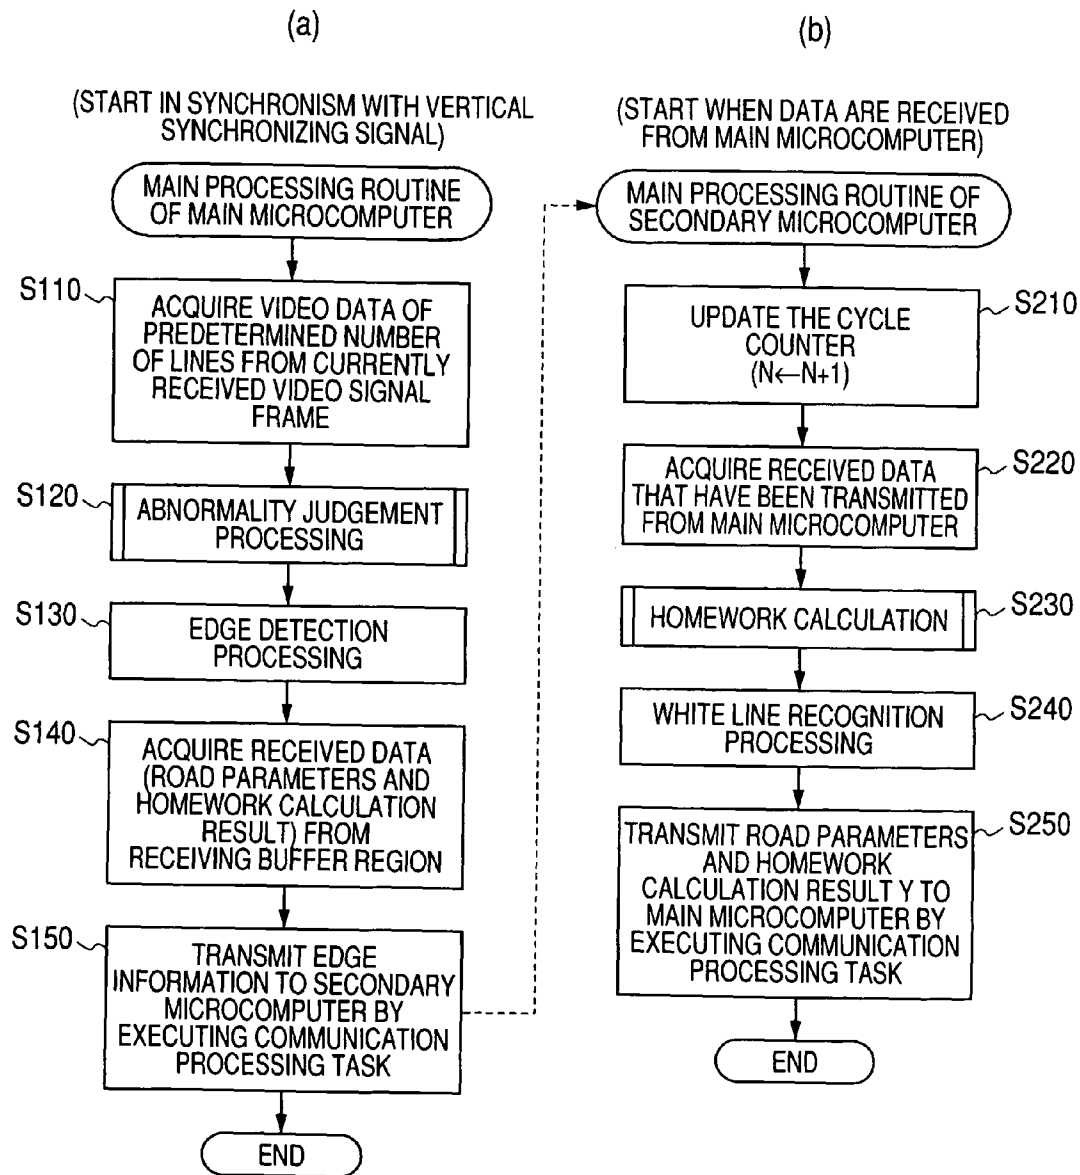 (a)
(START IN SYNCHRONISM WITH VERTICAL
SYNCHRONIZING SIGNAL)
MAIN PROCESSING ROUTINE
OF MAIN MICROCOMPUTER
S110
ACQUIRE VIDEO DATA OF
PREDETERMINED NUMBER
OF LINES FROM CURRENTLY
RECEIVED VIDEO SIGNAL
FRAME
S120
ABNORMALITY JUDGEMENT
PROCESSING
S130
EDGE DETECTION
PROCESSING
S140
ACQUIRE RECEIVED DATA
(ROAD PARAMETERS AND
HOMEWORK CALCULATION
RESULT) FROM
RECEIVING BUFFER REGION
S150
TRANSMIT EDGE
INFORMATION TO SECONDARY
MICROCOMPUTER BY
EXECUTING COMMUNICATION
PROCESSING TASK
END
(b)
(START WHEN DATA ARE RECEIVED
FROM MAIN MICROCOMPUTER)
MAIN PROCESSING ROUTINE OF
SECONDARY MICROCOMPUTER
S210
UPDATE THE CYCLE
COUNTER
(N←N+1)
S220
ACQUIRE RECEIVED DATA
THAT HAVE BEEN TRANSMITTED
FROM MAIN MICROCOMPUTER
S230
HOMEWORK CALCULATION
S240
WHITE LINE RECOGNITION
PROCESSING
S250
TRANSMIT ROAD PARAMETERS
AND HOMEWORK
CALCULATION RESULT Y TO
MAIN MICROCOMPUTER BY
EXECUTING COMMUNICATION
PROCESSING TASK
END